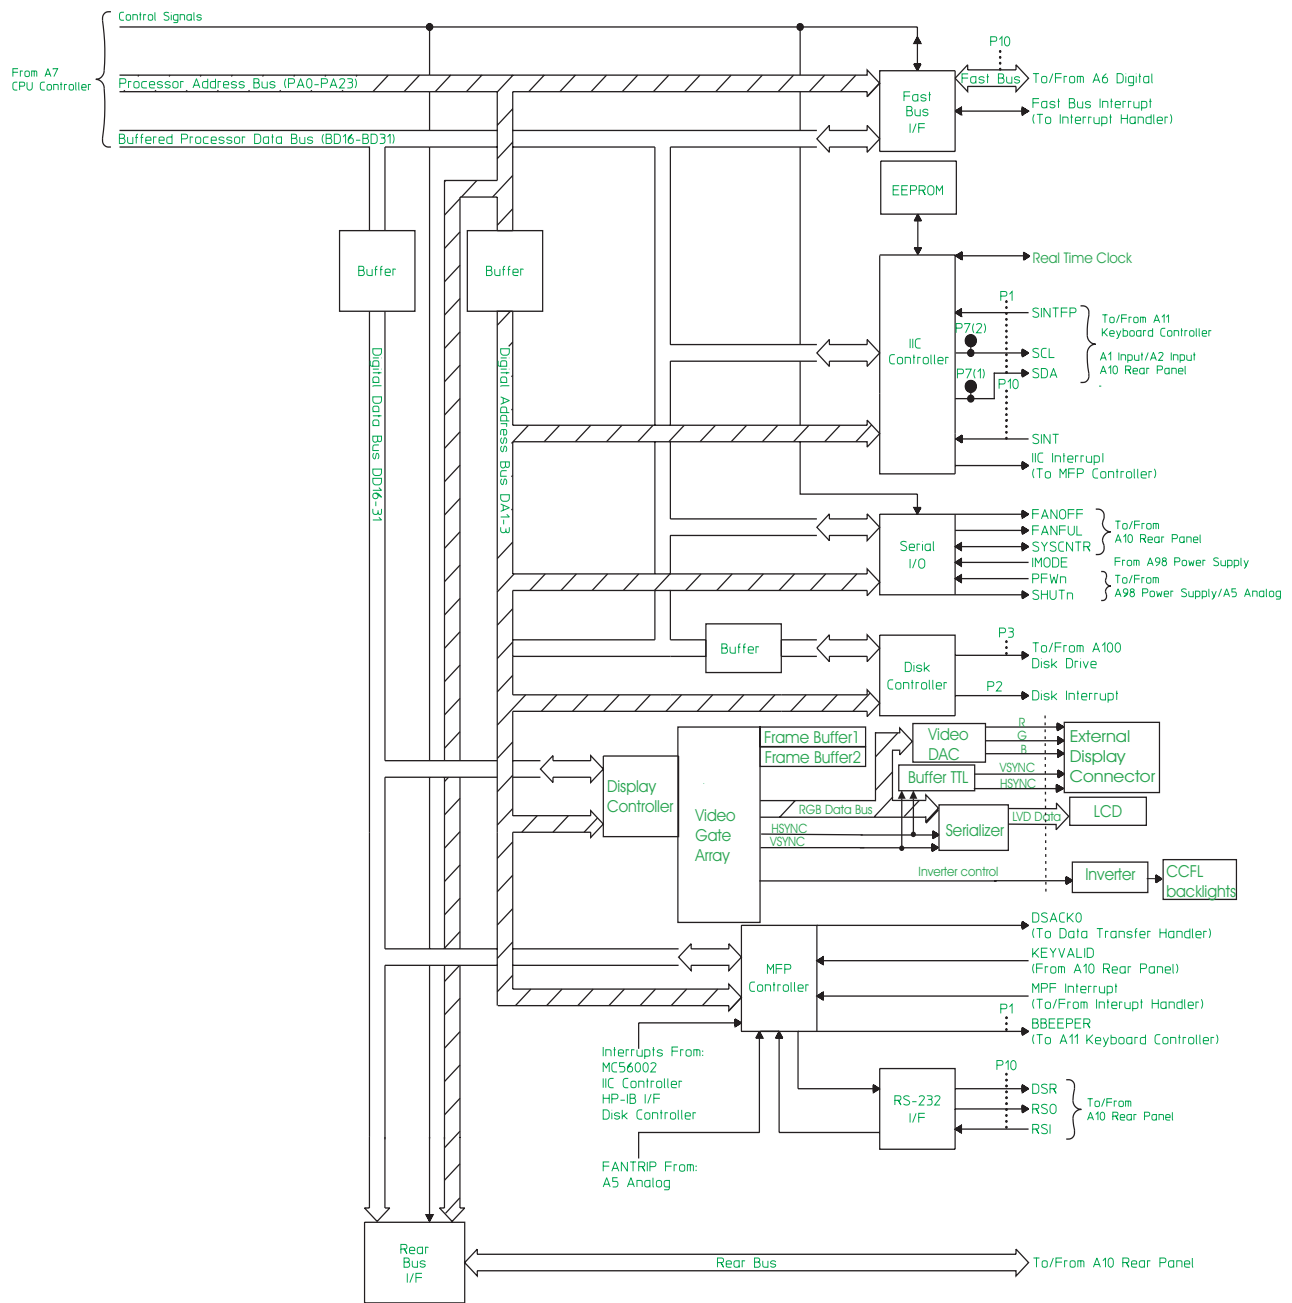 Control Signals
From A7
CPU Controller
Processor Address Bus (PA0-PA23)
Buffered Processor Data Bus (BD16-BD31)
P10
Fast Bus
To/From A6 Digital
Fast
Bus
I/F
Fast Bus Interrupt
(To Interrupt Handler)
EEPROM
Buffer
Buffer
Real Time Clock
P1
SINTFP
To/From A11
Keyboard Controller
P7(2)
IIC
Controller
SCL
A1 Input/A2 Input
A10 Rear Panel
P7(1)
SDA
P10
SINT
IIC Interrupl
(To MFP Controller)
Digital Data Bus DD16-31
Digital Address Bus DA1-3
Serial
I/O
FANOFF
FANFUL
SYSCNTR
To/From
A10 Rear Panel
IMODE
From A98 Power Supply
PFWn
SHUTn
To/From
A98 Power Supply/A5 Analog
Buffer
Disk
Controller
P3
To/From A100
Disk Drive
P2
Disk Interrupt
Display
Controller
Video
Gate
Array
Frame Buffer1
Frame Buffer2
Video
DAC
R
G
B
External
Display
Connector
Buffer TTL
VSYNC
HSYNC
RGB Data Bus
HSYNC
VSYNC
Serializer
LVD Data
LCD
Inverter control
Inverter
CCFL
backlights
MFP
Controller
DSACK0
(To Data Transfer Handler)
KEYVALID
(From A10 Rear Panel)
MPF Interrupt
(To/From Interupt Handler)
P1
BBEEPER
(To A11 Keyboard Controller)
Interrupts From:
MC56002
IIC Controller
HP-IB I/F
Disk Controller
RS-232
I/F
P10
DSR
RSO
RSI
To/From
A10 Rear Panel
FANTRIP From:
A5 Analog
Rear
Bus
I/F
Rear Bus
To/From A10 Rear Panel